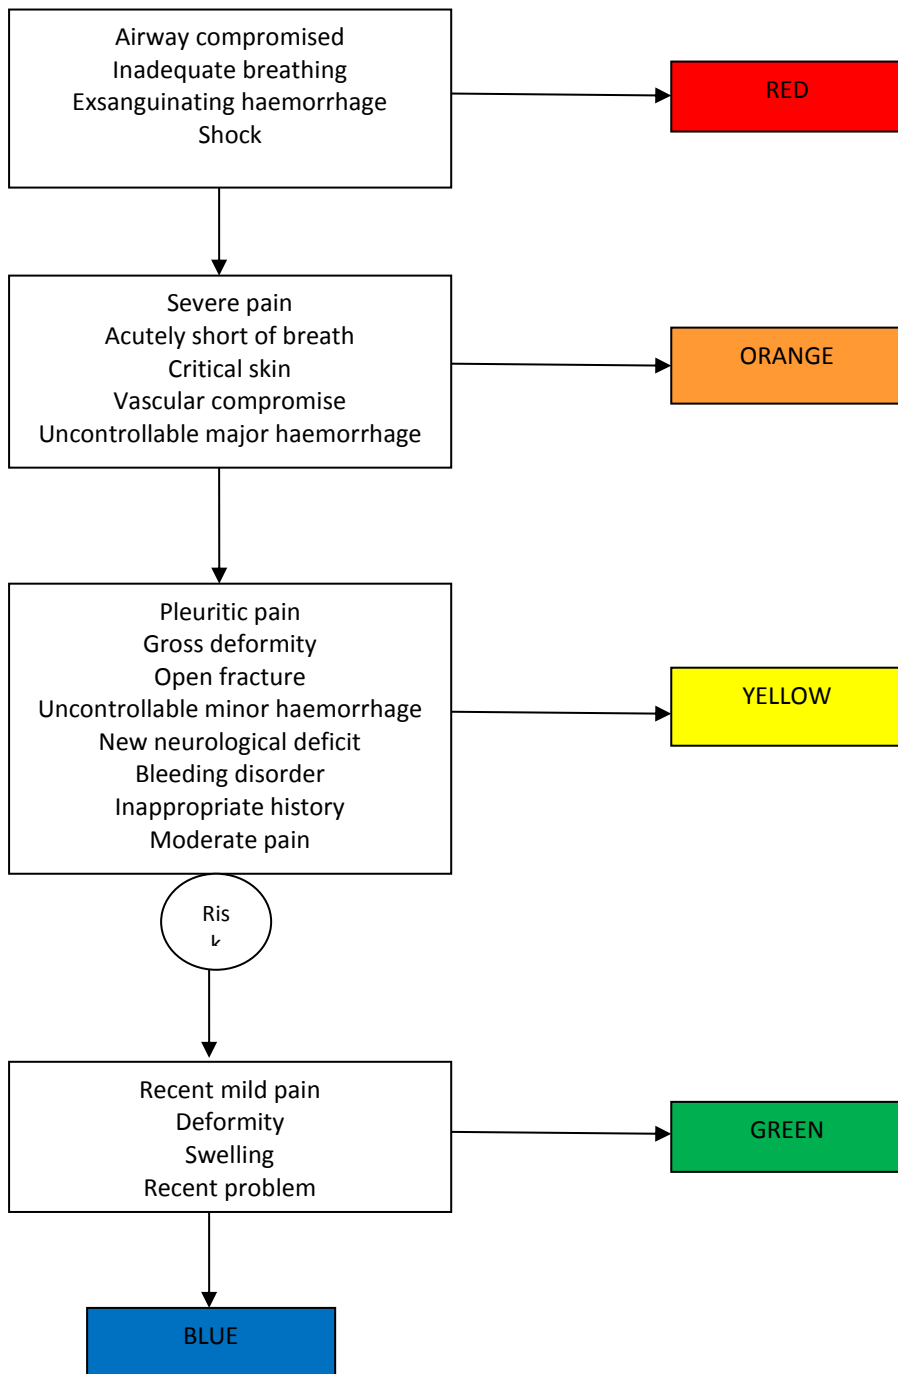 Airway compromised
Inadequate breathing
Exsanguinating haemorrhage
Shock
RED
Severe pain
Acutely short of breath
Critical skin
Vascular compromise
Uncontrollable major haemorrhage
ORANGE
Pleuritic pain
Gross deformity
Open fracture
Uncontrollable minor haemorrhage
New neurological deficit
Bleeding disorder
Inappropriate history
Moderate pain
YELLOW
Ris
k
Recent mild pain
Deformity
Swelling
Recent problem
GREEN
BLUE